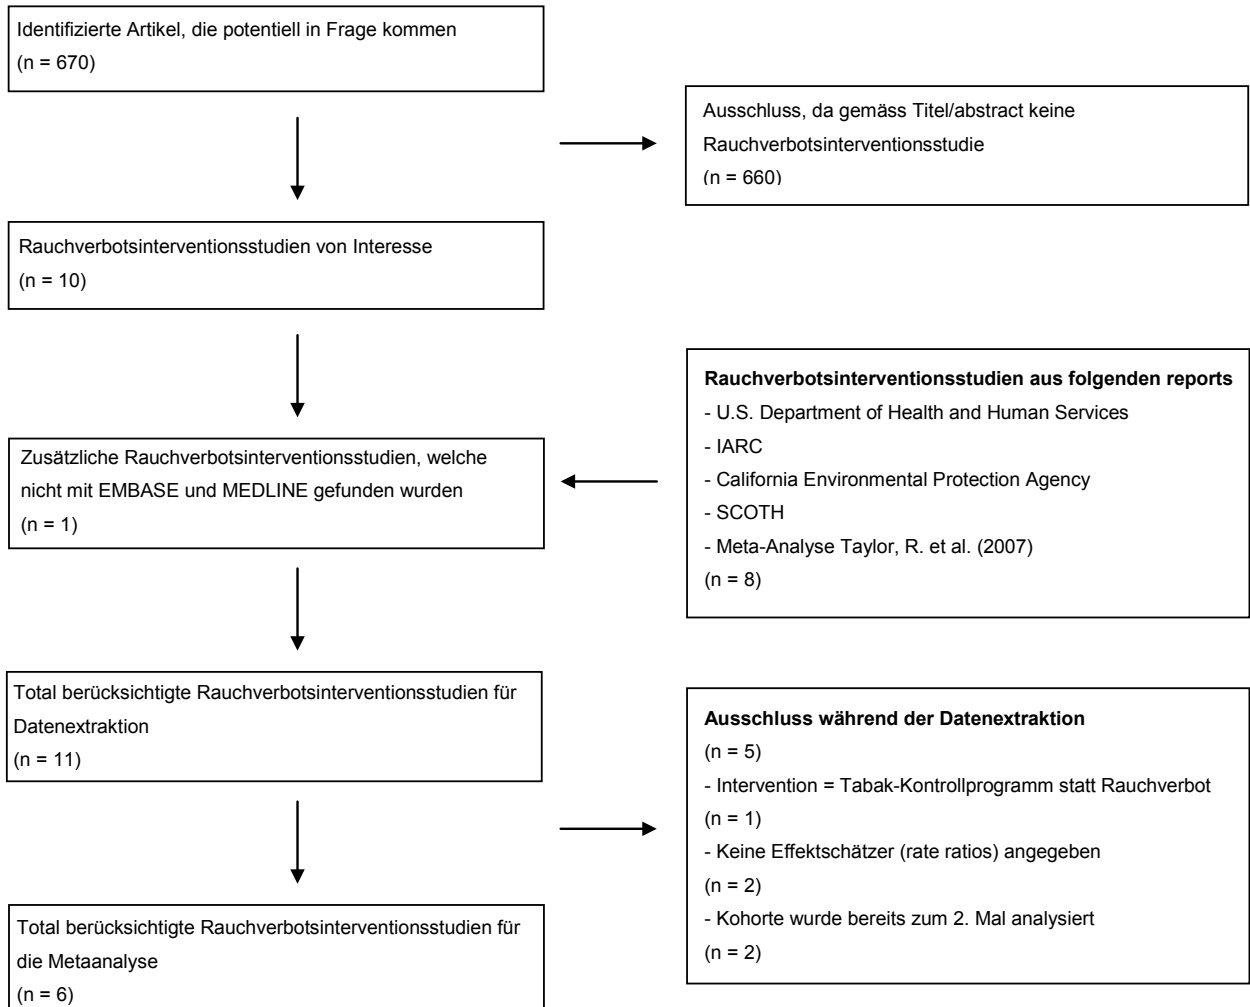 Identifizierte Artikel, die potentiell in Frage kommen
(n = 670)
Ausschluss, da gemäss Titel/abstract keine
Rauchverbotsinterventionsstudie
(n = 660)
Rauchverbotsinterventionsstudien von Interesse
(n = 10)
Rauchverbotsinterventionsstudien aus folgenden reports
- U.S. Department of Health and Human Services
- IARC
- California Environmental Protection Agency
- SCOTH
- Meta-Analyse Taylor, R. et al. (2007)
(n = 8)
Zusätzliche Rauchverbotsinterventionsstudien, welche
nicht mit EMBASE und MEDLINE gefunden wurden
(n = 1)
Total berücksichtigte Rauchverbotsinterventionsstudien für
Datenextraktion
(n = 11)
Ausschluss während der Datenextraktion
(n = 5)
- Intervention = Tabak-Kontrollprogramm statt Rauchverbot
(n = 1)
- Keine Effektschätzer (rate ratios) angegeben
(n = 2)
- Kohorte wurde bereits zum 2. Mal analysiert
(n = 2)
Total berücksichtigte Rauchverbotsinterventionsstudien für
die Metaanalyse
(n = 6)